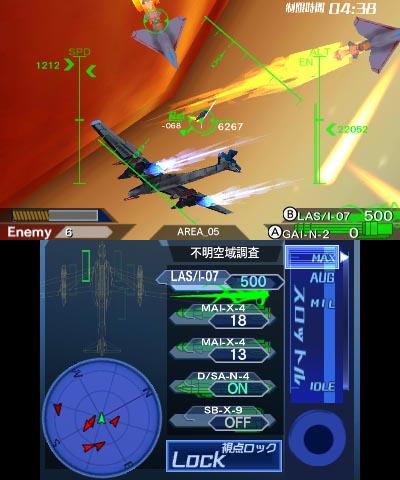 制限時間 04:38
SPD
1212
ALT
EN
-068
6267
22052
B LAS/I-07 500
A GAI-N-2 0
Enemy 6
AREA_05
不明空域調査
LAS/I-07
500
MAI-X-4
18
MAI-X-4
13
D/SA-N-4
ON
SB-X-9
OFF
視点ロック
Lock
MAX
AUG
MIL
IDLE
スロットル
N
E
S
W